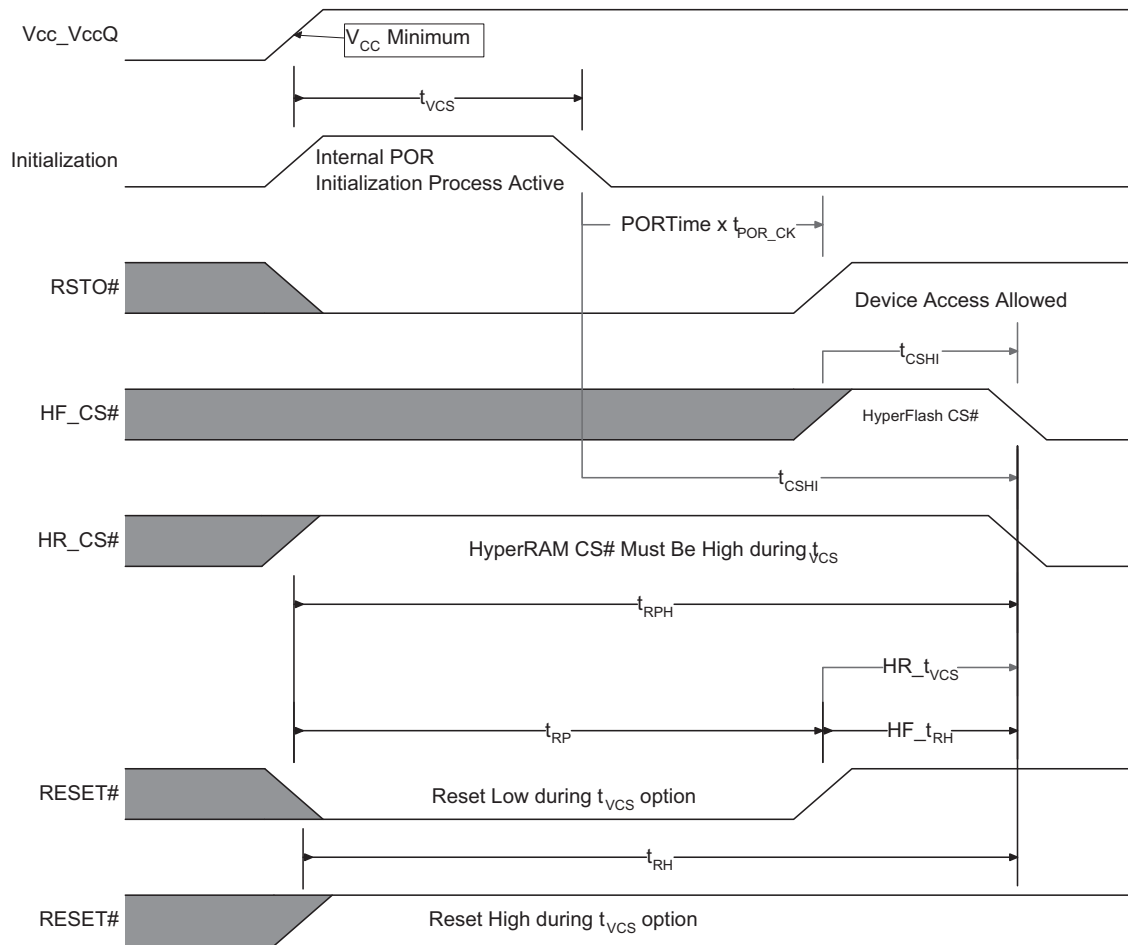 Vcc_VccQ
VCC Minimum
tVCS
Initialization
Internal POR
Initialization Process Active
PORTime x tPOR_CK
RSTO#
Device Access Allowed
tCSHI
HF_CS#
HyperFlash CS#
tCSHI
HR_CS#
HyperRAM CS# Must Be High during tVCS
tRPH
HR_tVCS
tRP
HF_tRH
RESET#
Reset Low during tVCS option
tRH
RESET#
Reset High during tVCS option